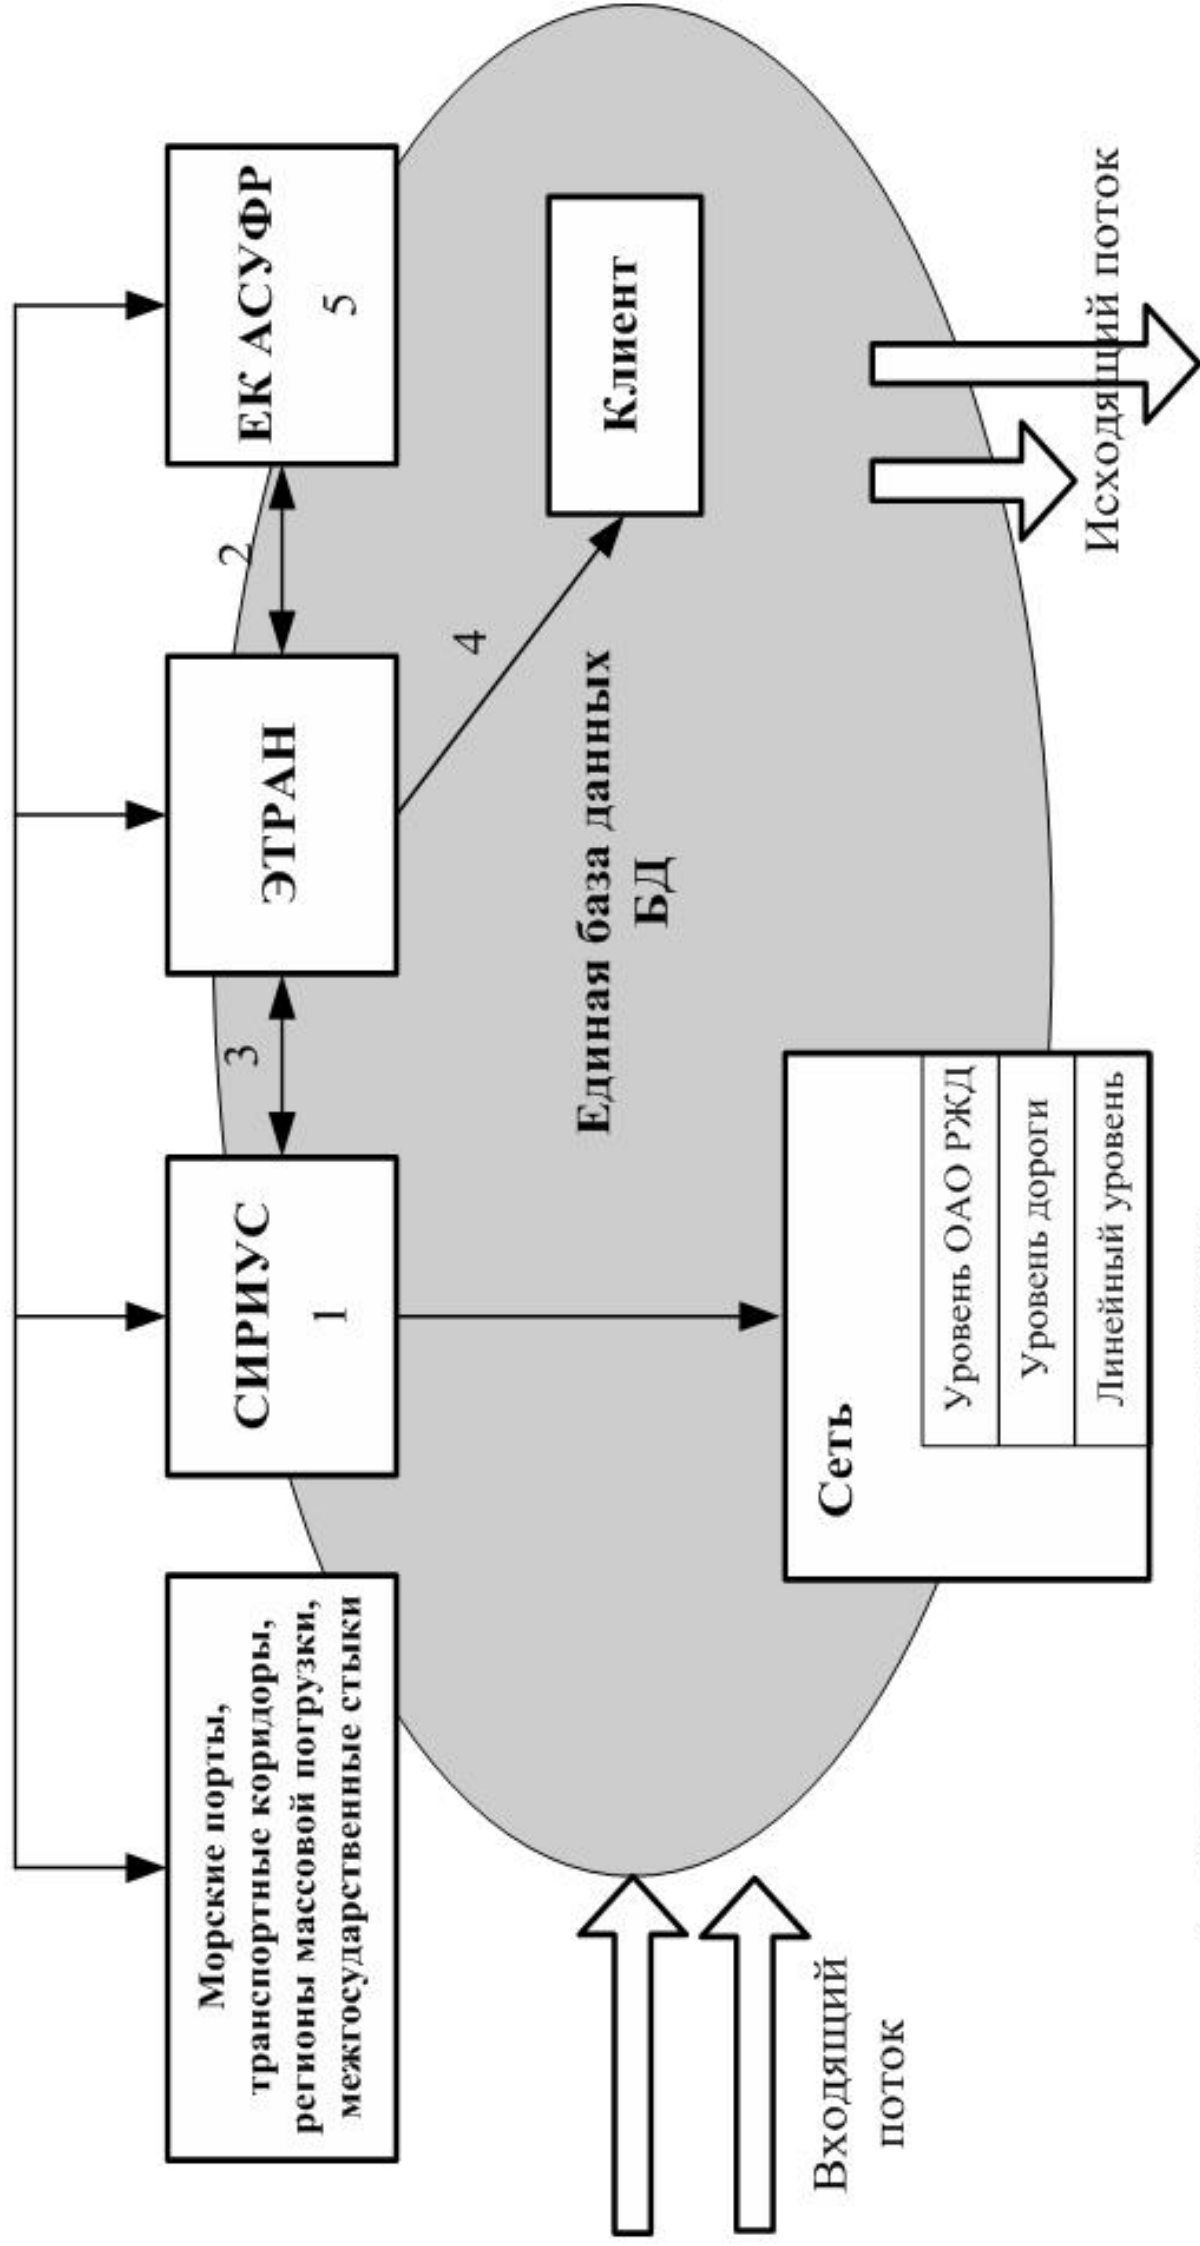 Морские порты,
транспортные коридоры,
регионы массовой погрузки,
межгосударственные стыки
СИРИУС
1
3
ЭТРАН
2
ЕК АСУФР
5
4
Клиент
Единая база данных
БД
Сеть
Уровень ОАО РЖД
Уровень дороги
Линейный уровень
Входящий
поток
Исходящий поток